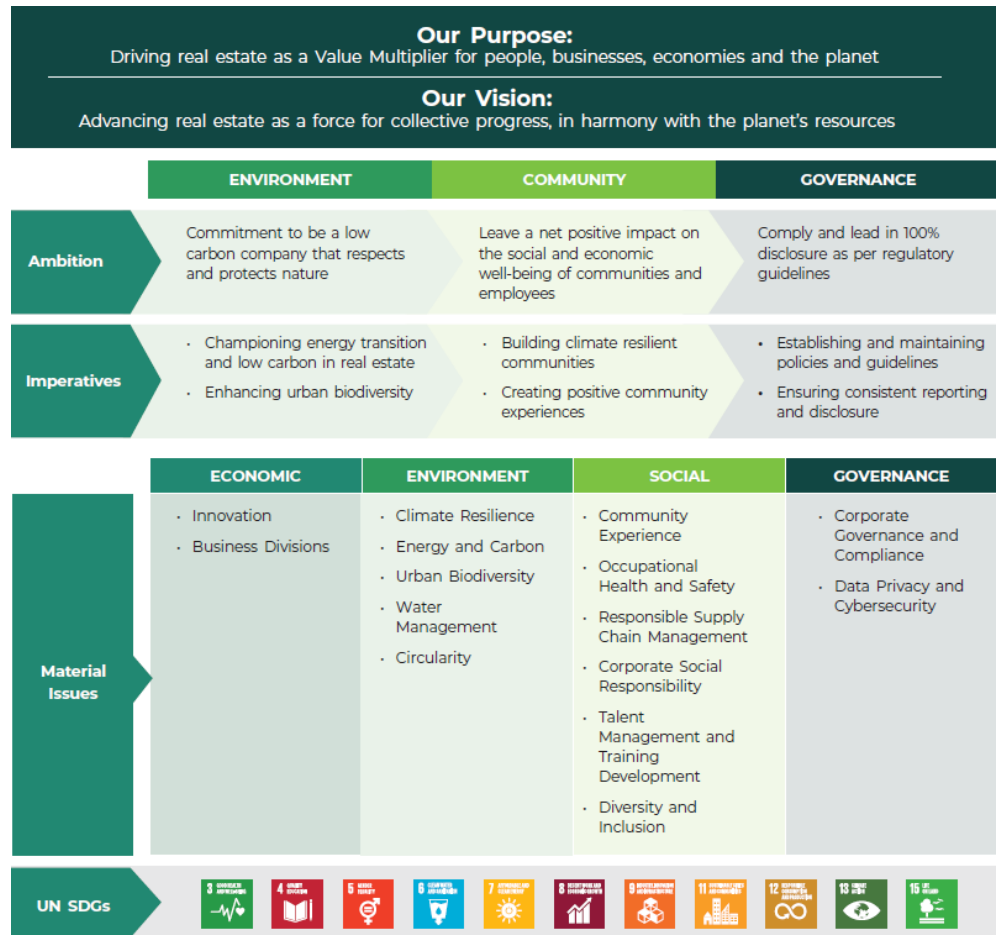 Our Purpose:
Driving real estate as a Value Multiplier for people, businesses, economies and the planet
Our Vision:
Advancing real estate as a force for collective progress, in harmony with the planet's resources
ENVIRONMENT
COMMUNITY
GOVERNANCE
Ambition
Commitment to be a low
carbon company that respects
and protects nature
Leave a net positive impact on
the social and economic
well-being of communities and
employees
Comply and lead in 100%
disclosure as per regulatory
guidelines
Imperatives
• Championing energy transition
and low carbon in real estate
• Enhancing urban biodiversity
• Building climate resilient
communities
• Creating positive community
experiences
• Establishing and maintaining
policies and guidelines
• Ensuring consistent reporting
and disclosure
ECONOMIC
ENVIRONMENT
SOCIAL
GOVERNANCE
Material
Issues
• Innovation
• Business Divisions
• Climate Resilience
• Energy and Carbon
• Urban Biodiversity
• Water
Management
• Circularity
• Community
Experience
• Occupational
Health and Safety
• Responsible Supply
Chain Management
• Corporate Social
Responsibility
• Talent
Management and
Training
Development
• Diversity and
Inclusion
• Corporate
Governance and
Compliance
• Data Privacy and
Cybersecurity
UN SDGs
3
4
5
6
7
8
9
11
12
13
15